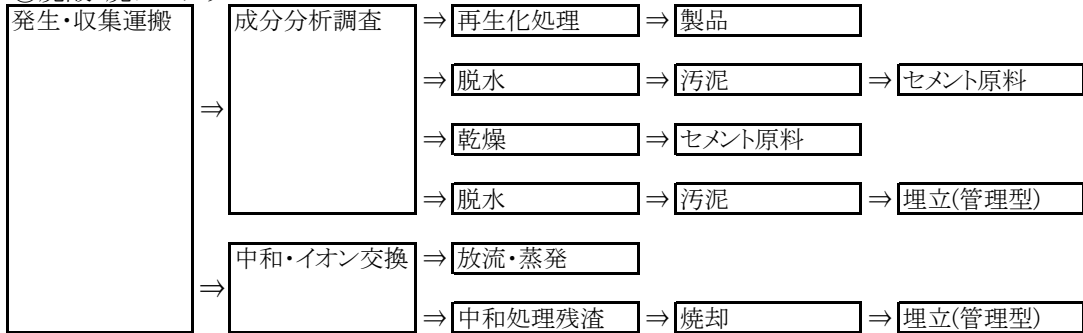 発生・収集運搬 成分分析調査 ⇒ 再生化処理 ⇒ 製品
⇒ 脱水 ⇒ 汚泥 ⇒ セメント原料
⇒
⇒ 乾燥 ⇒ セメント原料
⇒ 脱水 ⇒ 汚泥 ⇒ 埋立(管理型)
中和・イオン交換 ⇒ 放流・蒸発
⇒
⇒ 中和処理残渣 ⇒ 焼却 ⇒ 埋立(管理型)